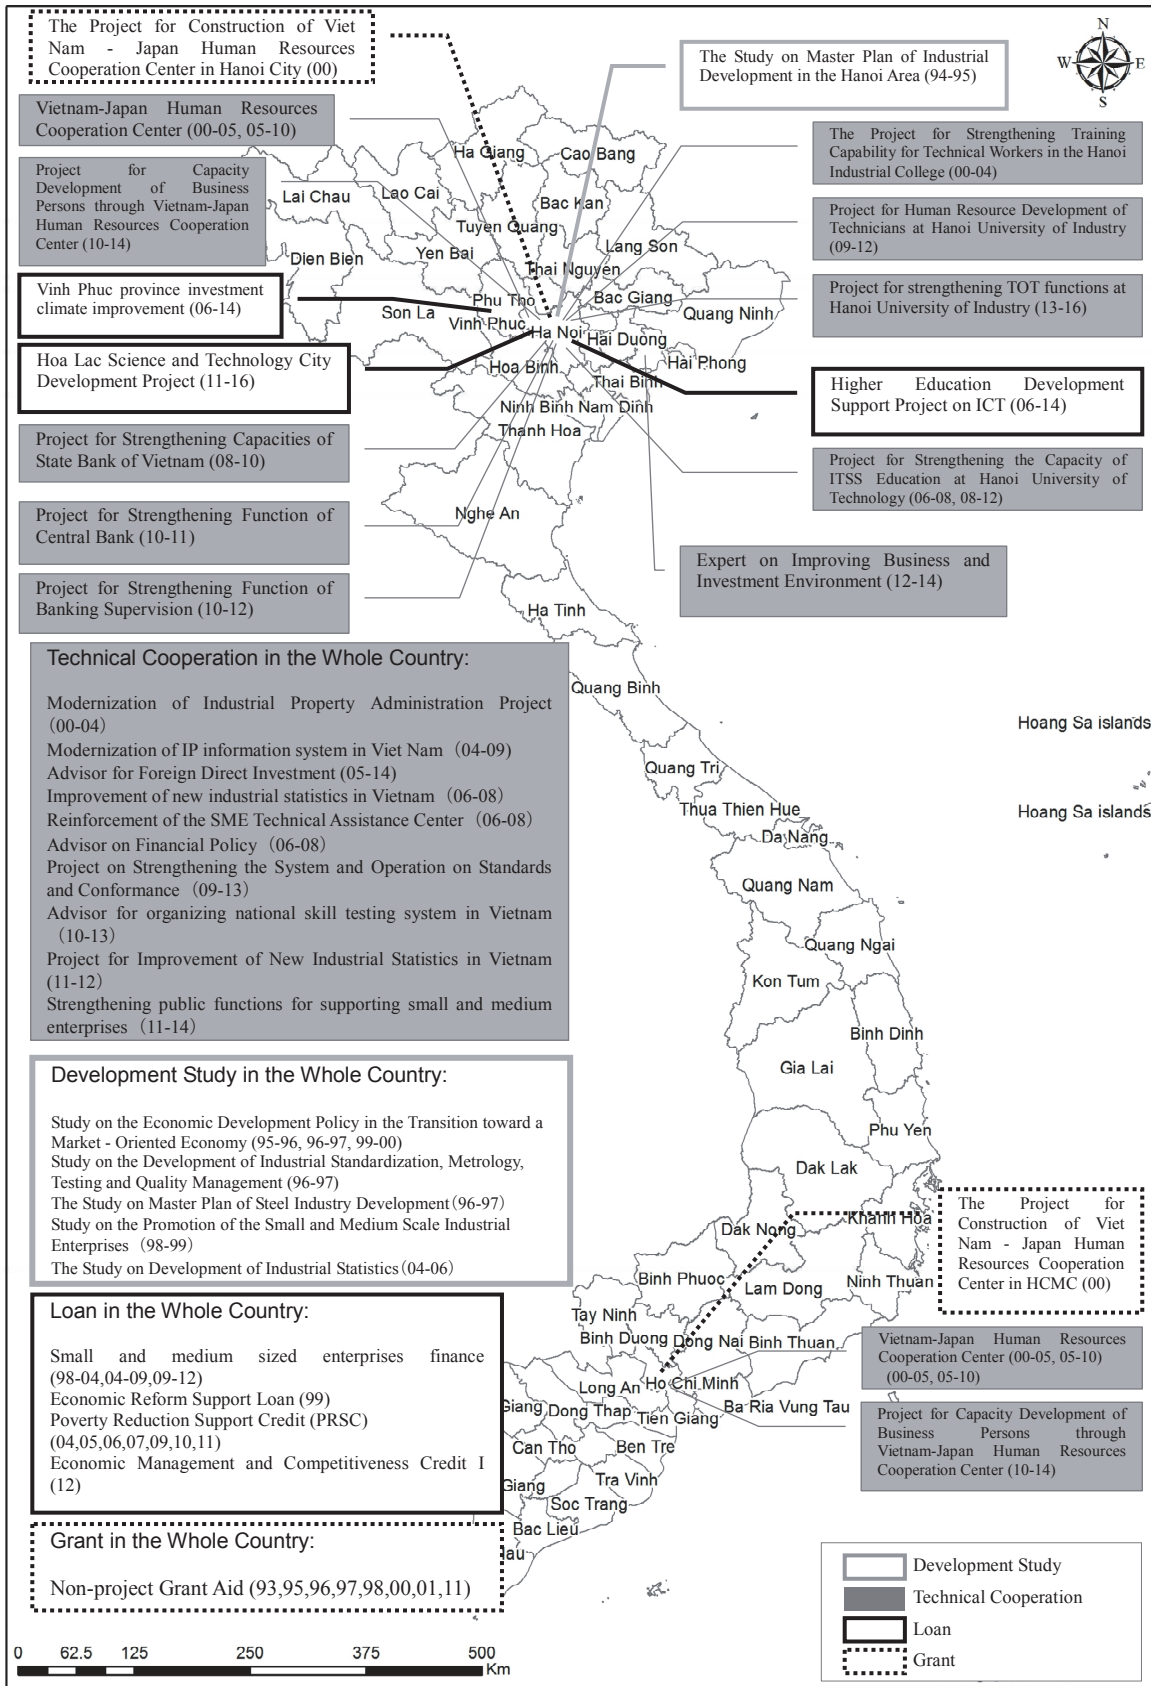 The Project for Construction of Viet
Nam - Japan Human Resources
Cooperation Center in Hanoi City (00)
The Study on Master Plan of Industrial
Development in the Hanoi Area (94-95)
N
W
E
S
Vietnam-Japan Human Resources
Cooperation Center (00-05, 05-10)
Project for Capacity
Development of Business
Persons through Vietnam-Japan
Human Resources Cooperation
Center (10-14)
Vinh Phuc province investment
climate improvement (06-14)
Hoa Lac Science and Technology City
Development Project (11-16)
Project for Strengthening Capacities of
State Bank of Vietnam (08-10)
Project for Strengthening Function of
Central Bank (10-11)
Project for Strengthening Function of
Banking Supervision (10-12)
The Project for Strengthening Training
Capability for Technical Workers in the Hanoi
Industrial College (00-04)
Project for Human Resource Development of
Technicians at Hanoi University of Industry
(09-12)
Project for strengthening TOT functions at
Hanoi University of Industry (13-16)
Higher Education Development
Support Project on ICT (06-14)
Project for Strengthening the Capacity of
ITSS Education at Hanoi University of
Technology (06-08, 08-12)
Expert on Improving Business and
Investment Environment (12-14)
Ha Giang
Cao Bang
Lai Chau
Lao Cai
Bac Kan
Tuyen Quang
Lang Son
Dien Bien
Yen Bai
Thai Nguyen
Phu Tho
Bac Giang
Son La
Vinh Phuc
Quang Ninh
Ha Noi
Hai Duong
Hoa Binh
Hai Phong
Thai Binh
Ninh Binh
Nam Dinh
Thanh Hoa
Nghe An
Ha Tinh
Quang Binh
Hoang Sa islands
Quang Tri
Thua Thien Hue
Hoang Sa islands
Da Nang
Quang Nam
Quang Ngai
Kon Tum
Binh Dinh
Gia Lai
Phu Yen
Dak Lak
Khanh Hoa
Dak Nong
Binh Phuoc
Lam Dong
Ninh Thuan
Tay Ninh
Binh Duong
Dong Nai
Binh Thuan
Long An
Ho Chi Minh
Ba Ria Vung Tau
Giang
Dong Thap
Tien Giang
Can Tho
Ben Tre
Giang
Tra Vinh
Soc Trang
Bac Lieu
Mau
Technical Cooperation in the Whole Country:
Modernization of Industrial Property Administration Project
(00-04)
Modernization of IP information system in Viet Nam (04-09)
Advisor for Foreign Direct Investment (05-14)
Improvement of new industrial statistics in Vietnam (06-08)
Reinforcement of the SME Technical Assistance Center (06-08)
Advisor on Financial Policy (06-08)
Project on Strengthening the System and Operation on Standards
and Conformance (09-13)
Advisor for organizing national skill testing system in Vietnam
(10-13)
Project for Improvement of New Industrial Statistics in Vietnam
(11-12)
Strengthening public functions for supporting small and medium
enterprises (11-14)
Development Study in the Whole Country:
Study on the Economic Development Policy in the Transition toward a
Market - Oriented Economy (95-96, 96-97, 99-00)
Study on the Development of Industrial Standardization, Metrology,
Testing and Quality Management (96-97)
The Study on Master Plan of Steel Industry Development (96-97)
Study on the Promotion of the Small and Medium Scale Industrial
Enterprises (98-99)
The Study on Development of Industrial Statistics (04-06)
Loan in the Whole Country:
Small and medium sized enterprises finance
(98-04,04-09,09-12)
Economic Reform Support Loan (99)
Poverty Reduction Support Credit (PRSC)
(04,05,06,07,09,10,11)
Economic Management and Competitiveness Credit I
(12)
Grant in the Whole Country:
Non-project Grant Aid (93,95,96,97,98,00,01,11)
The Project for
Construction of Viet
Nam - Japan Human
Resources Cooperation
Center in HCMC (00)
Vietnam-Japan Human Resources
Cooperation Center (00-05, 05-10)
(00-05, 05-10)
Project for Capacity Development of
Business Persons through
Vietnam-Japan Human Resources
Cooperation Center (10-14)
Development Study
Technical Cooperation
Loan
Grant
0 62.5 125 250 375 500
Km